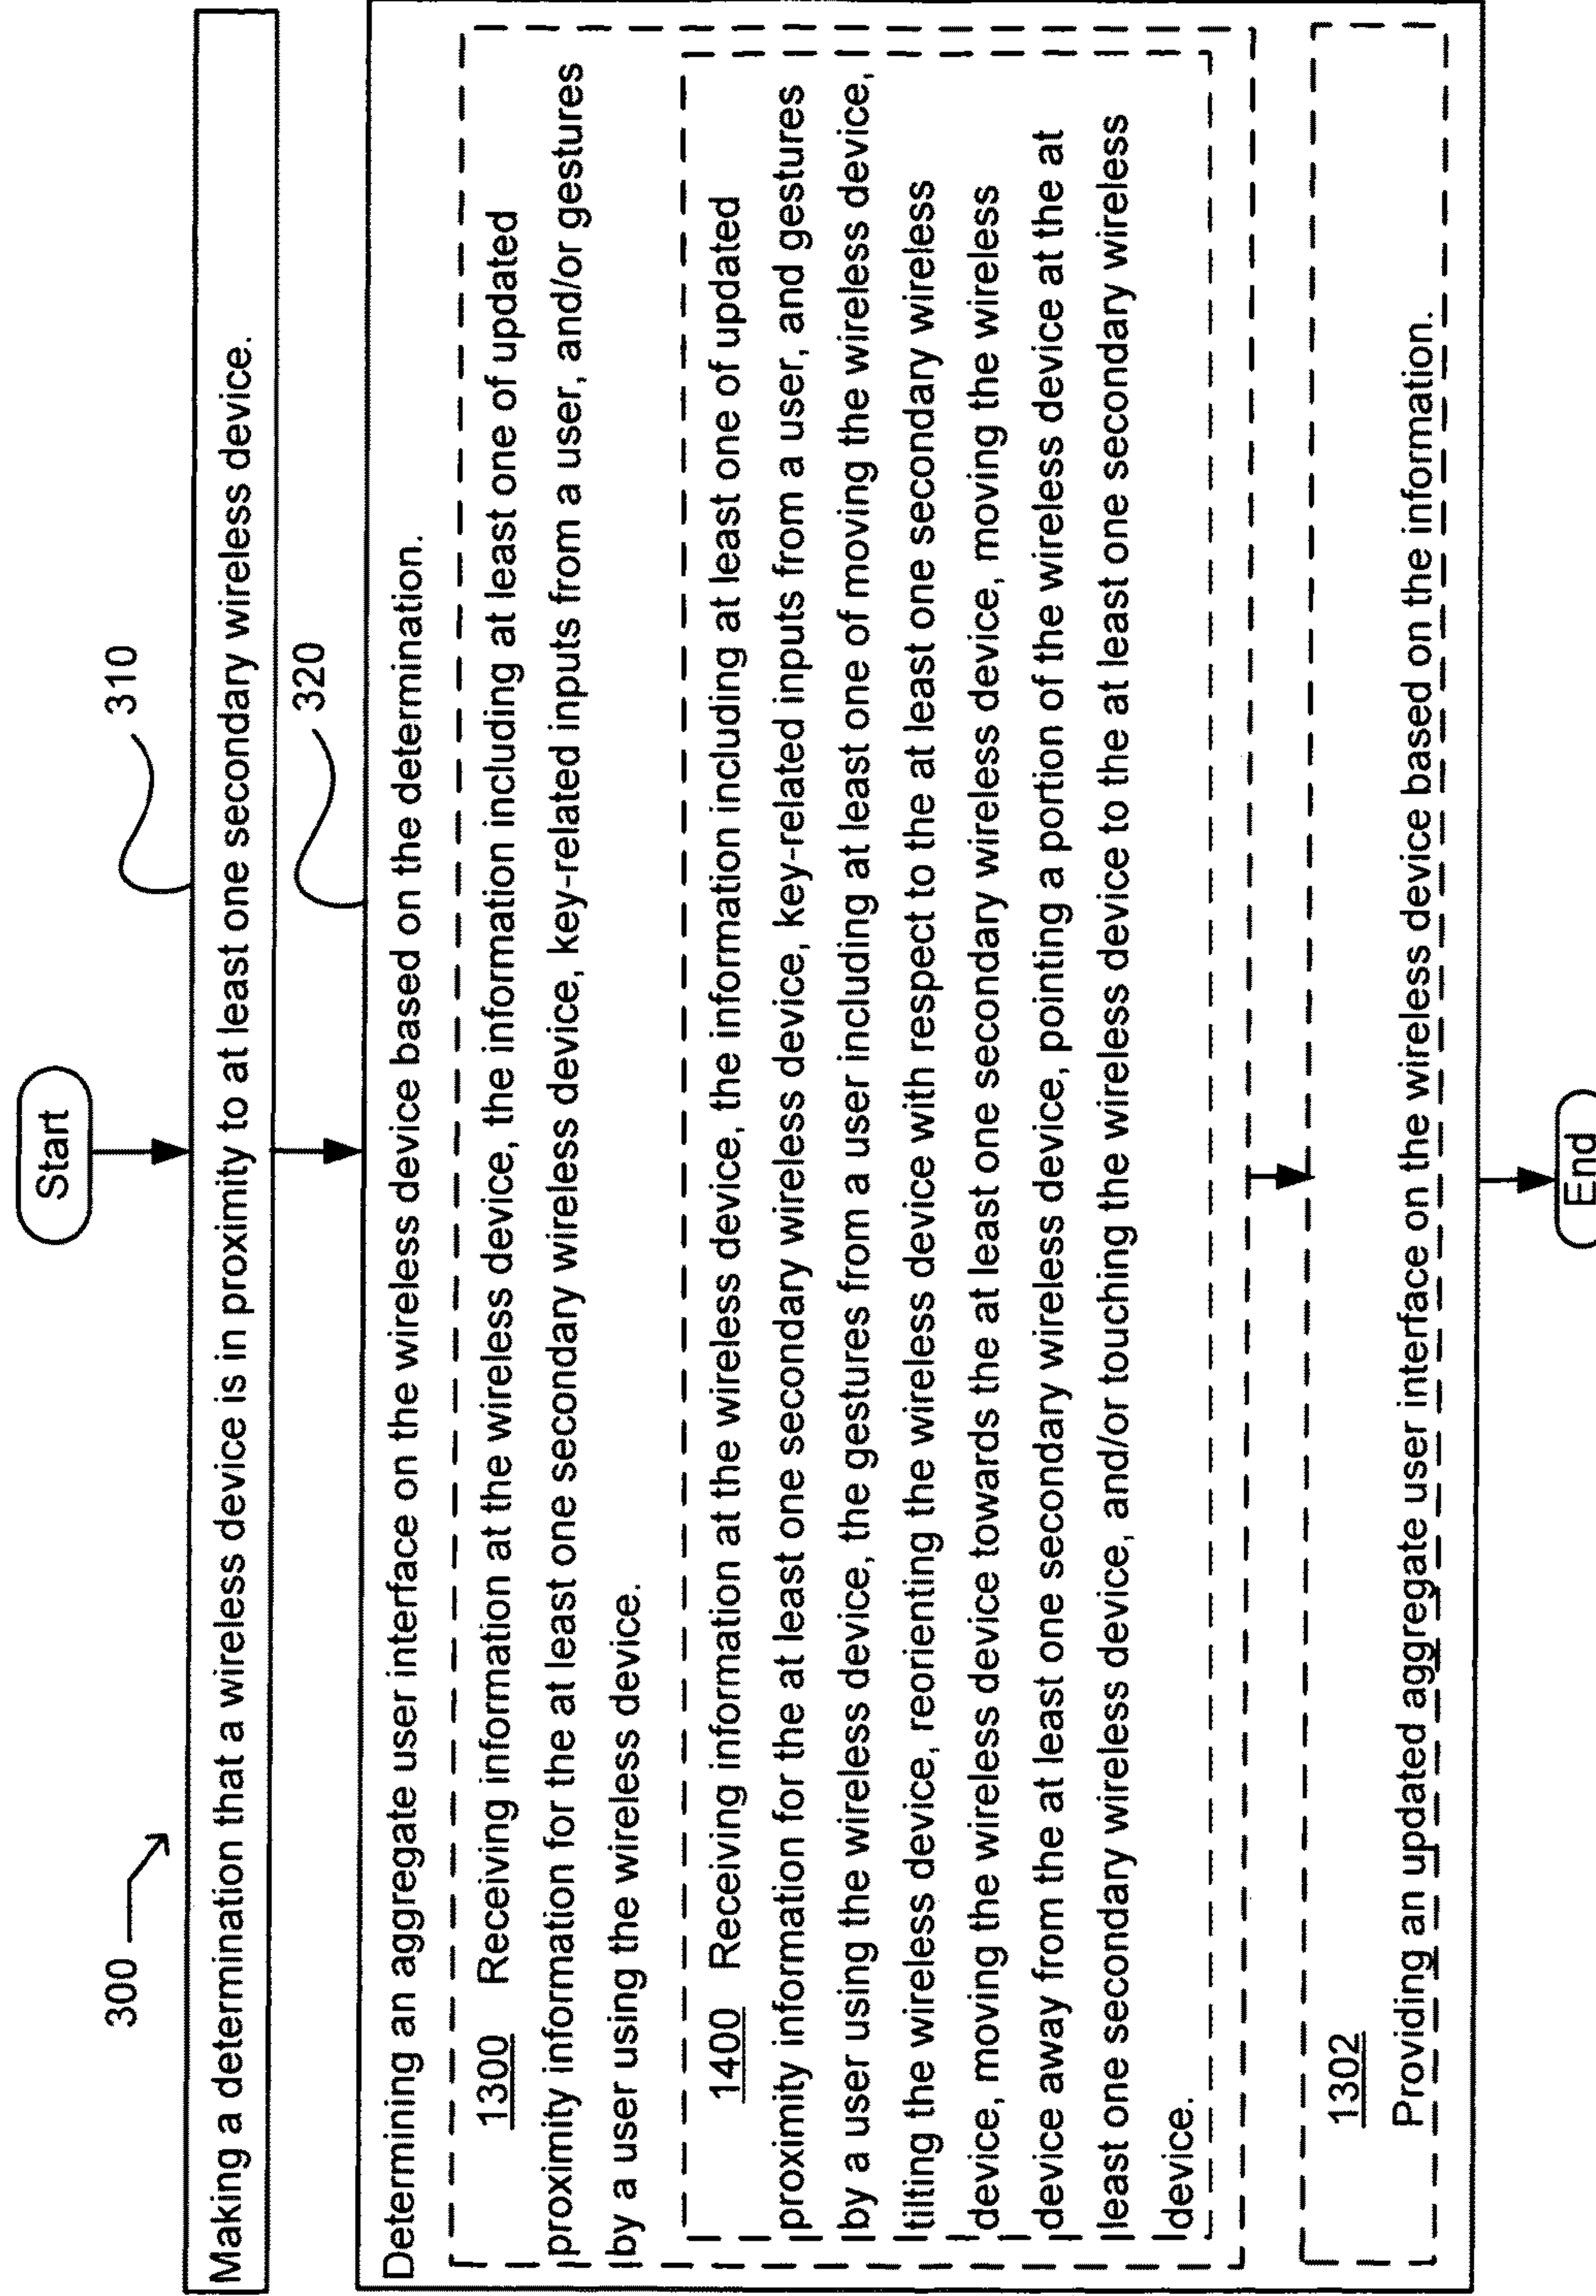 Start
300
310
Making a determination that a wireless device is in proximity to at least one secondary wireless device.
320
Determining an aggregate user interface on the wireless device based on the determination.
1300 Receiving information at the wireless device, the information including at least one of updated
proximity information for the at least one secondary wireless device, key-related inputs from a user, and/or gestures
by a user using the wireless device.
1400 Receiving information at the wireless device, the information including at least one of updated
proximity information for the at least one secondary wireless device, key-related inputs from a user, and gestures
by a user using the wireless device, the gestures from a user including at least one of moving the wireless device,
tilting the wireless device, reorienting the wireless device with respect to the at least one secondary wireless
device, moving the wireless device towards the at least one secondary wireless device, moving the wireless
device away from the at least one secondary wireless device, pointing a portion of the wireless device at the at
least one secondary wireless device, and/or touching the wireless device to the at least one secondary wireless
device.
1302
Providing an updated aggregate user interface on the wireless device based on the information.
End